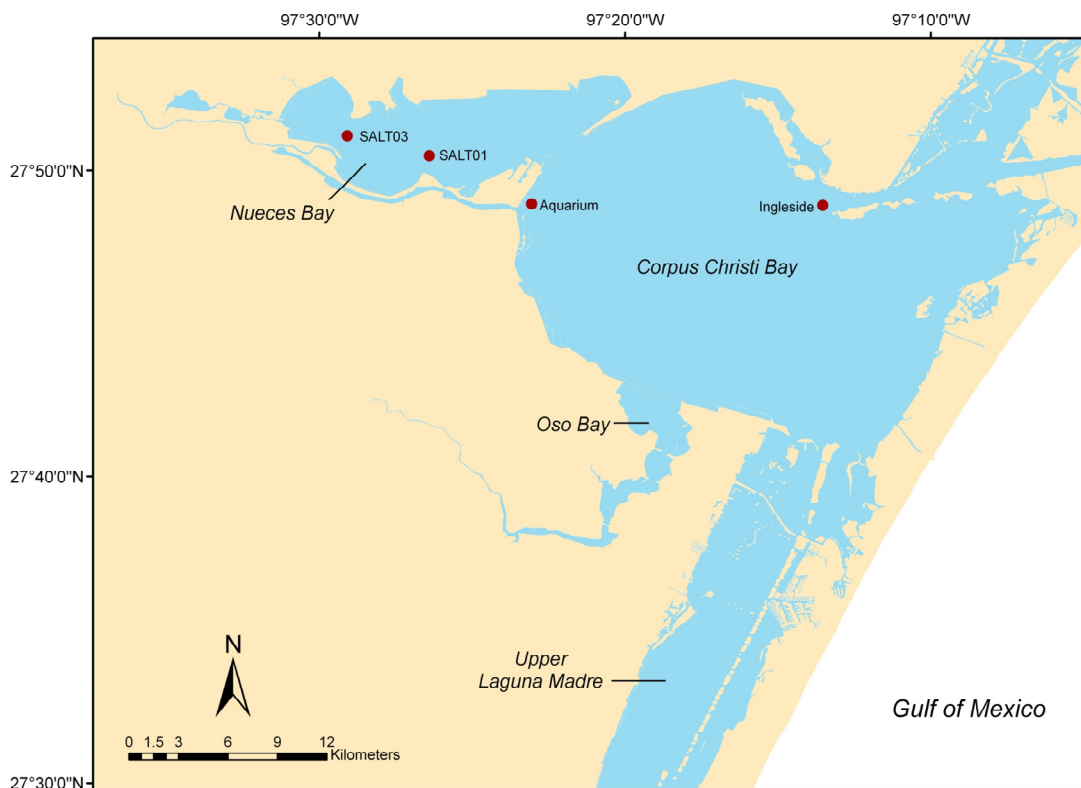 97°30'0"W
97°20'0"W
97°10'0"W
SALT03
SALT01
27°50'0"N
Nueces Bay
Aquarium
Ingleside
Corpus Christi Bay
Oso Bay
27°40'0"N
N
Upper
Laguna Madre
Gulf of Mexico
0 1.5 3 6 9 12
Kilometers
27°30'0"N